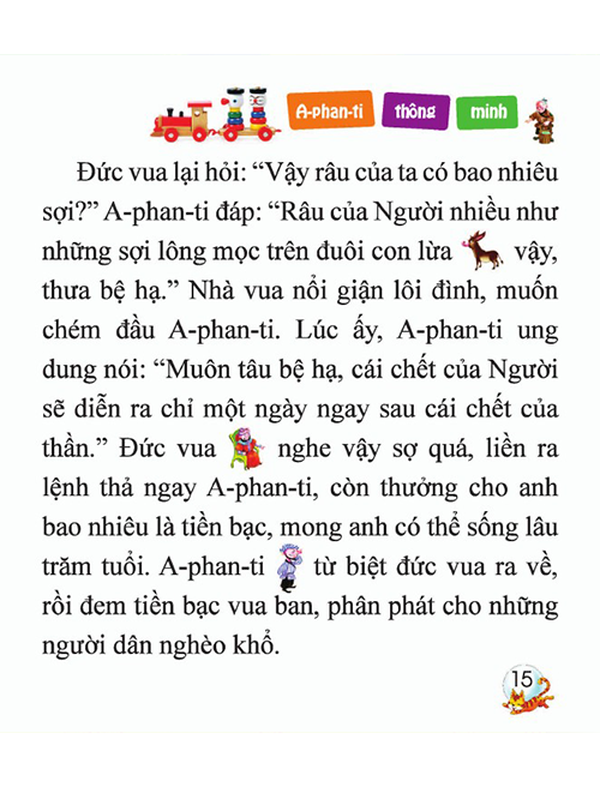 A-phan-ti thông minh
Đức vua lại hỏi: “Vậy râu của ta có bao nhiêu
sợi?” A-phan-ti đáp: “Râu của Người nhiều như
những sợi lông mọc trên đuôi con lừa vậy,
thưa bệ hạ.” Nhà vua nổi giận lôi đình, muốn
chém đầu A-phan-ti. Lúc ấy, A-phan-ti ung
dung nói: “Muôn tâu bệ hạ, cái chết của Người
sẽ diễn ra chỉ một ngày ngay sau cái chết của
thần.” Đức vua nghe vậy sợ quá, liền ra
lệnh thả ngay A-phan-ti, còn thưởng cho anh
bao nhiêu là tiền bạc, mong anh có thể sống lâu
trăm tuổi. A-phan-ti từ biệt đức vua ra về,
rồi đem tiền bạc vua ban, phân phát cho những
người dân nghèo khổ.
15